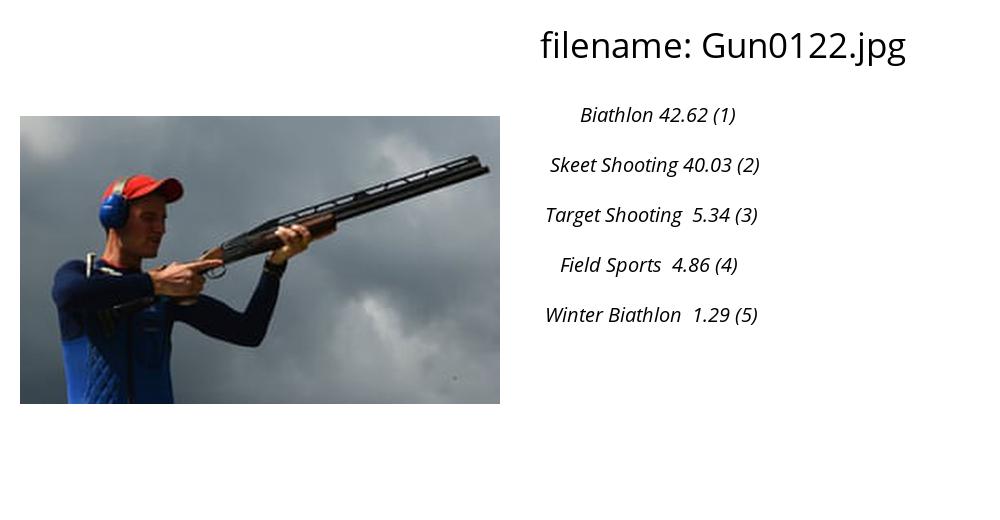 filename: Gun0122.jpg
Biathlon 42.62 (1)
Skeet Shooting 40.03 (2)
Target Shooting 5.34 (3)
Field Sports 4.86 (4)
Winter Biathlon 1.29 (5)